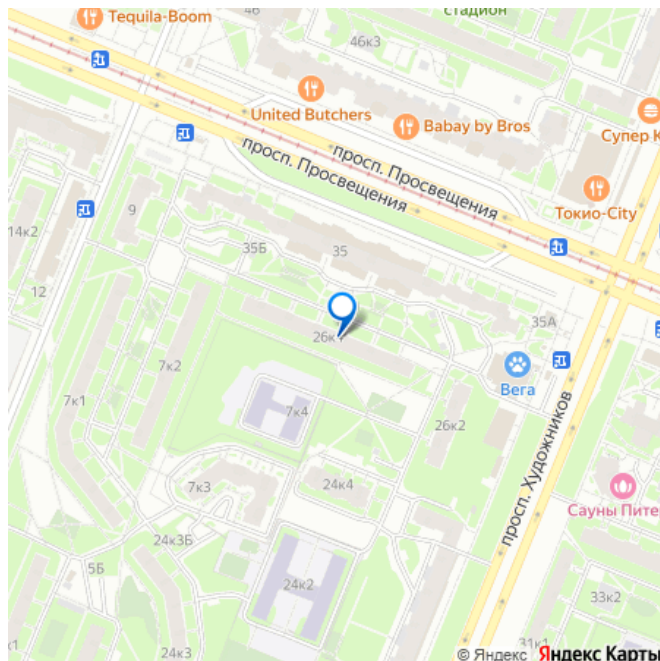 46
стадион
Tequila-Boom
46к3
United Butchers
Babay by Bros
Супер К
просп. Просвещения
просп. Просвещения
Токио-City
9
14к2
35Б
35
12
35А
7к2
Вега
7к1
7к4
26к2
просп. Художников
7к3
24к4
Сауны Питер
24к3Б
5Б
24к2
33к2
к1
24к3
31к1
© Яндекс Яндекс Карты